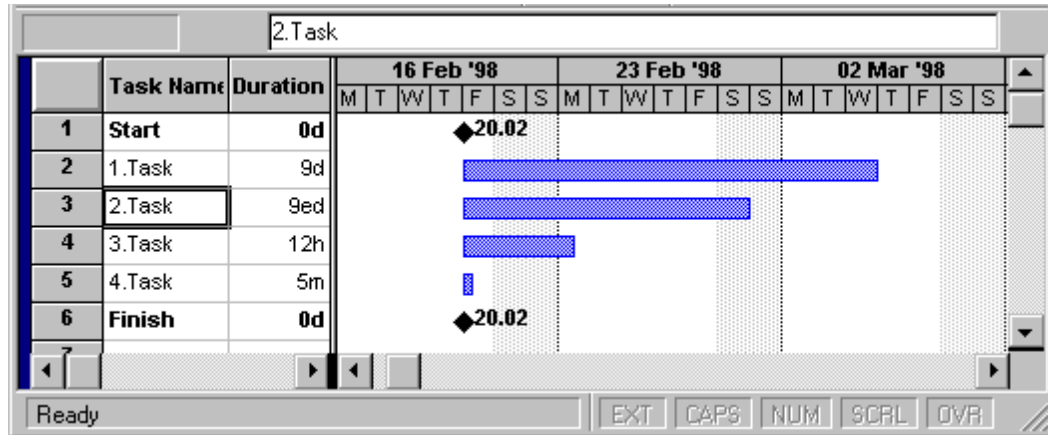 2.Task
Task Name Duration 16 Feb '98 23 Feb '98 02 Mar '98
M T W T F S S M T W T F S S M T W T F S S
1 Start 0d 20.02
2 1.Task 9d
3 2.Task 9ed
4 3.Task 12h
5 4.Task 5m
6 Finish 0d 20.02
7
Ready EXT CAPS NUM SCRL OVR